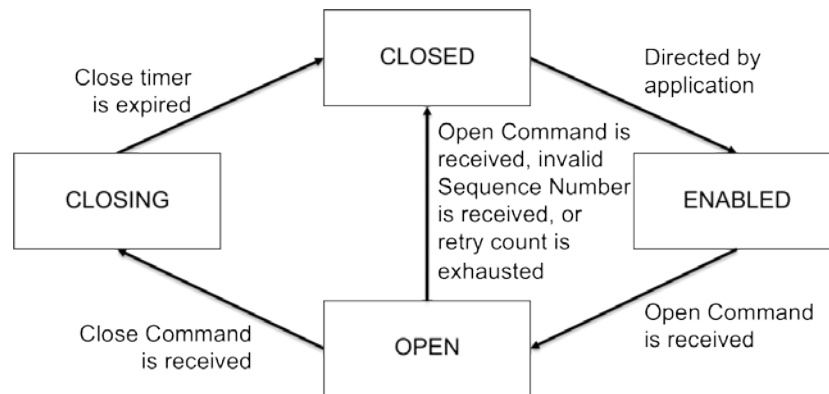 CLOSED
Directed by
application
Close timer
is expired
Open Command is
received, invalid
Sequence Number
is received, or
retry count is
exhausted
CLOSING
ENABLED
Close Command
is received
OPEN
Open Command
is received